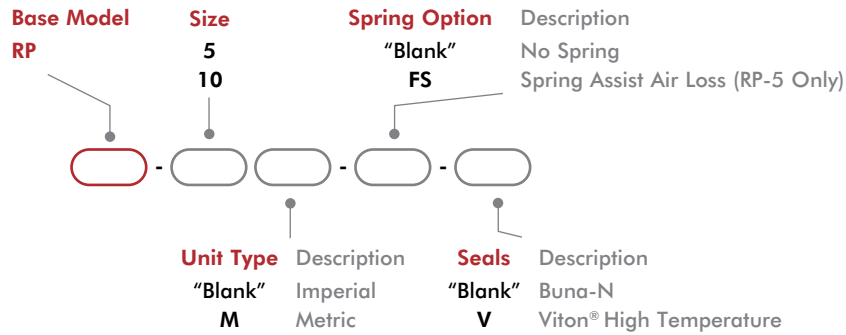 Base Model Size Spring Option Description
RP 5 “Blank” No Spring
10 FS Spring Assist Air Loss (RP-5 Only)
- - -
Unit Type Description Seals Description
“Blank” Imperial “Blank” Buna-N
M Metric V Viton® High Temperature